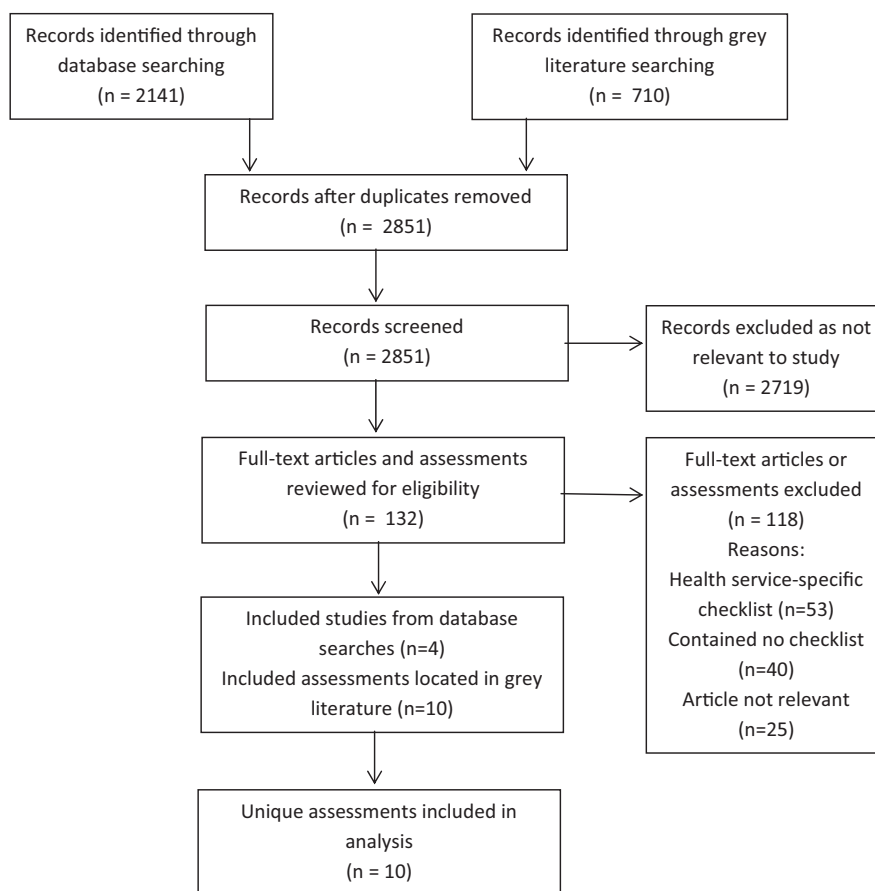 Records identified through
database searching
(n = 2141)
Records identified through grey
literature searching
(n = 710)
Records after duplicates removed
(n = 2851)
Records screened
(n = 2851)
Records excluded as not
relevant to study
(n = 2719)
Full-text articles and assessments
reviewed for eligibility
(n = 132)
Full-text articles or
assessments excluded
(n = 118)
Reasons:
Health service-specific
checklist (n=53)
Contained no checklist
(n=40)
Article not relevant
(n=25)
Included studies from database
searches (n=4)
Included assessments located in grey
literature (n=10)
Unique assessments included in
analysis
(n = 10)